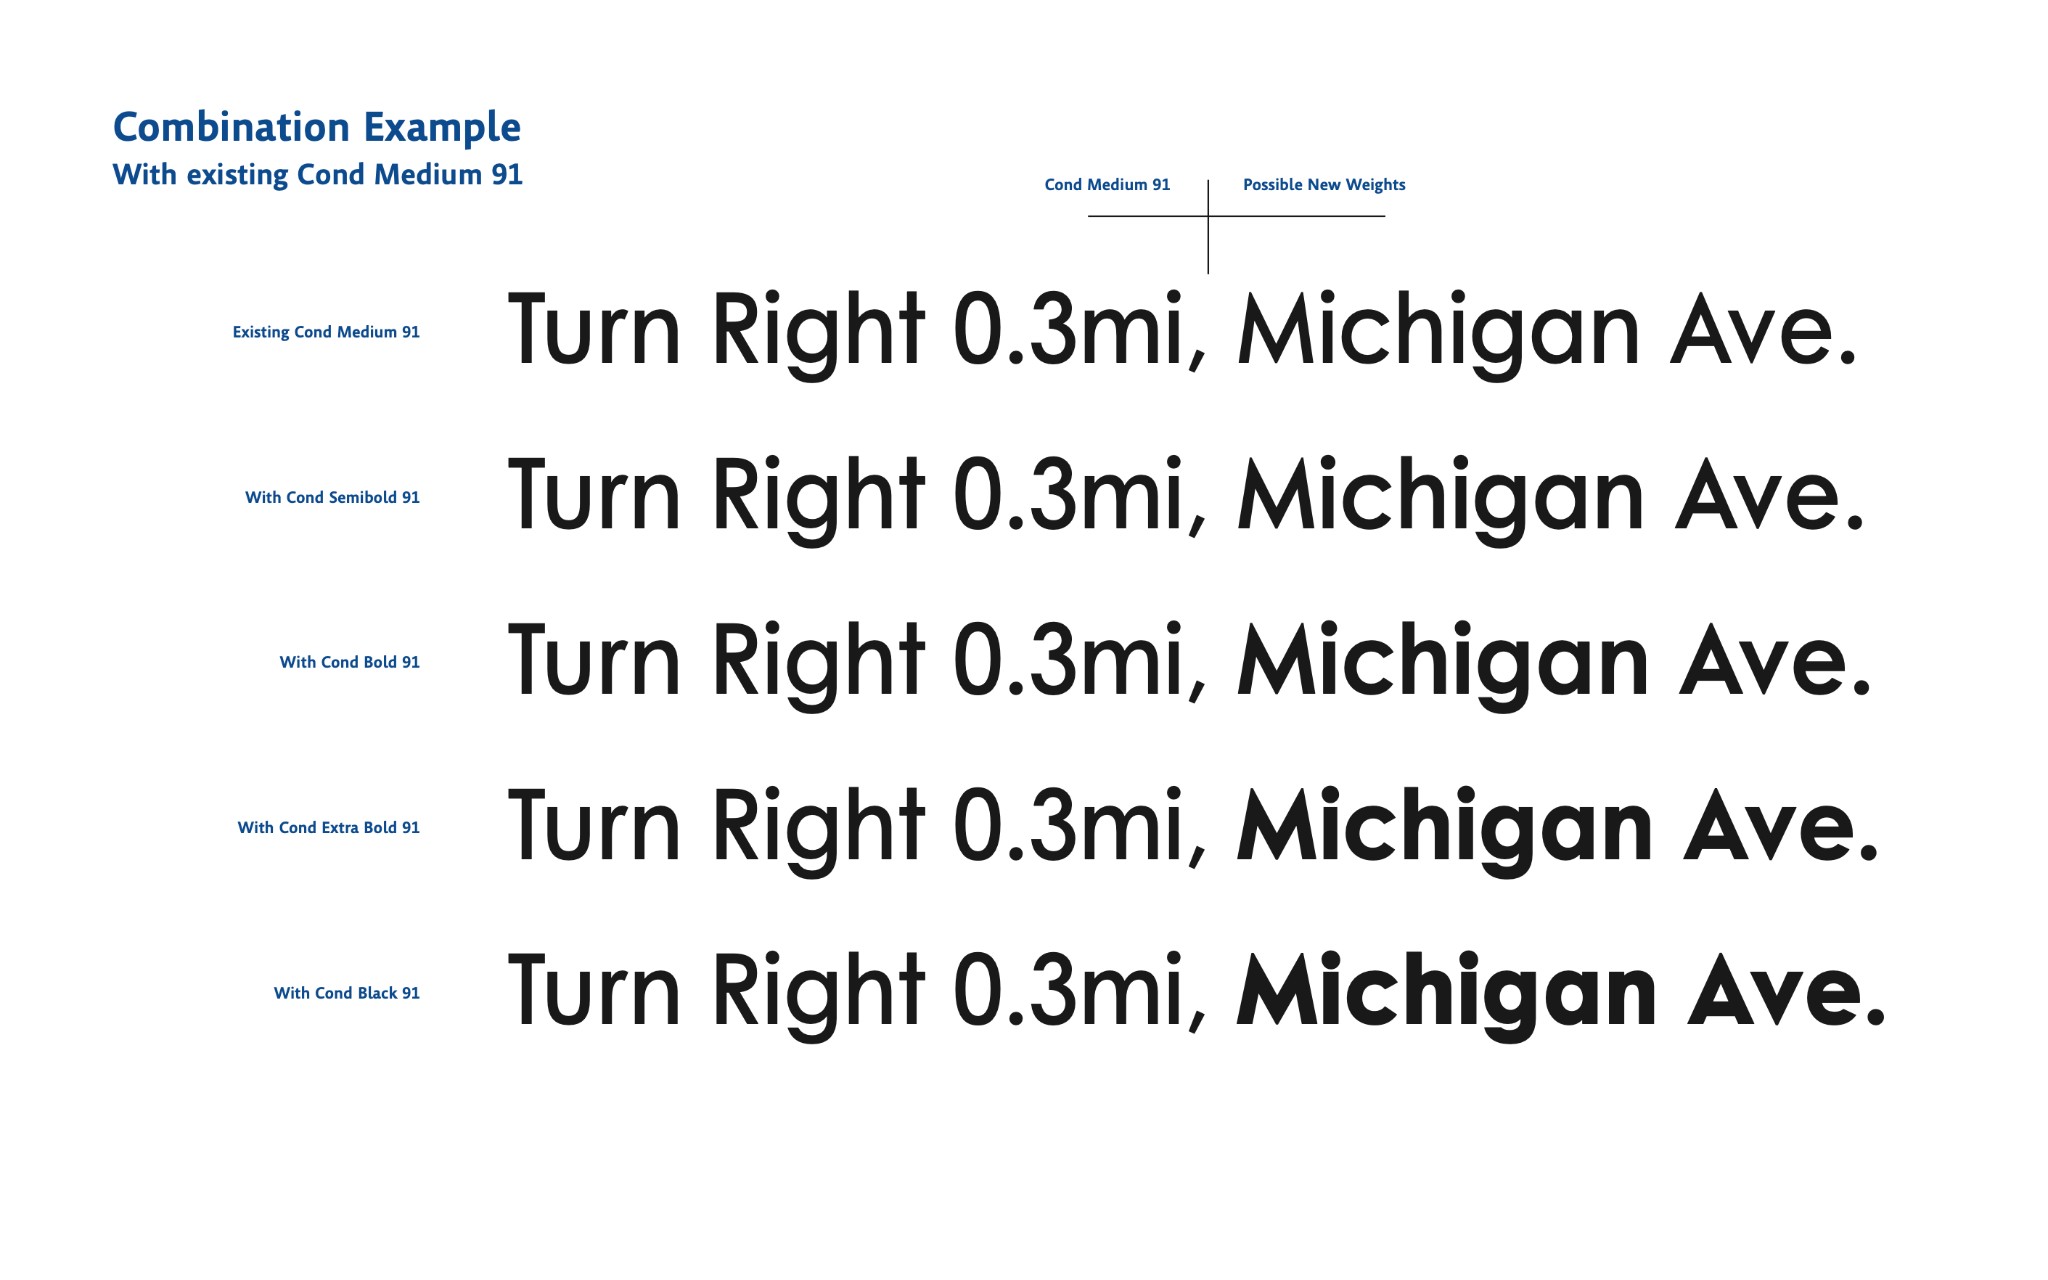 Combination Example
With existing Cond Medium 91
Cond Medium 91 Possible New Weights
Existing Cond Medium 91 Turn Right 0.3mi, Michigan Ave.
With Cond Semibold 91 Turn Right 0.3mi, Michigan Ave.
With Cond Bold 91 Turn Right 0.3mi, Michigan Ave.
With Cond Extra Bold 91 Turn Right 0.3mi, Michigan Ave.
With Cond Black 91 Turn Right 0.3mi, Michigan Ave.